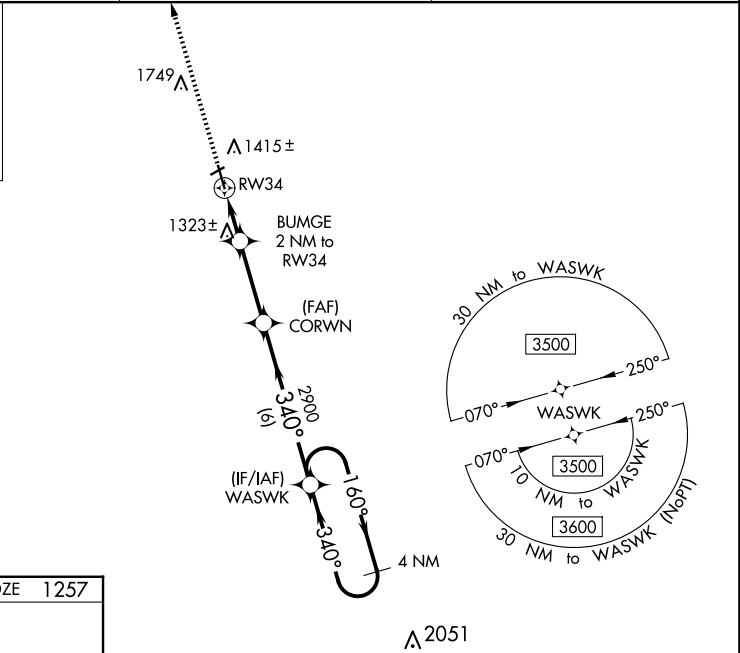 1749
1415±
RW34
1323±
BUMGE
2 NM to
RW34
(FAF)
CORWN
2900
340°
(6)
(IF/IAF)
WASWK
160°
340°
4 NM
2051
30 NM to WASWK
3500
250°
070°
WASWK
250°
070°
3500
10 NM to WASWK
3600
30 NM to WASWK (NoPT)
1257